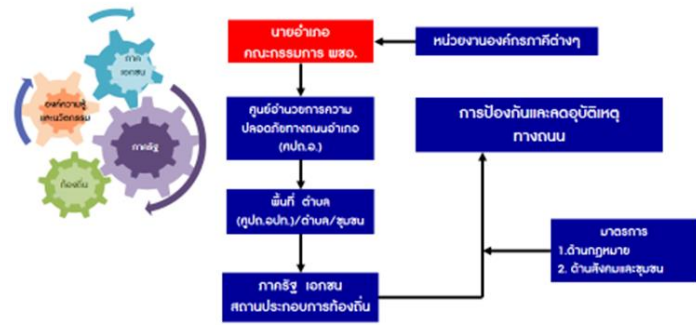 ภาค
เอกชน
องค์ความรู้
และนวัตกรรม
ภาครัฐ
ท้องถิ่น
นายอำเภอ
คณะกรรมการ พชอ.
หน่วยงานองค์กรภาคีต่างๆ
ศูนย์อำนวยการความ
ปลอดภัยทางถนนอำเภอ
(ศปถ.อ.)
การป้องกันและลดอุบัติเหตุ
ทางถนน
พื้นที่ ตำบล
(ศูปถ.อปท.)/ตำบล/ชุมชน
มาตรการ
1.ด้านกฎหมาย
2. ด้านสังคมและชุมชน
ภาครัฐ เอกชน
สถานประกอบการท้องถิ่น